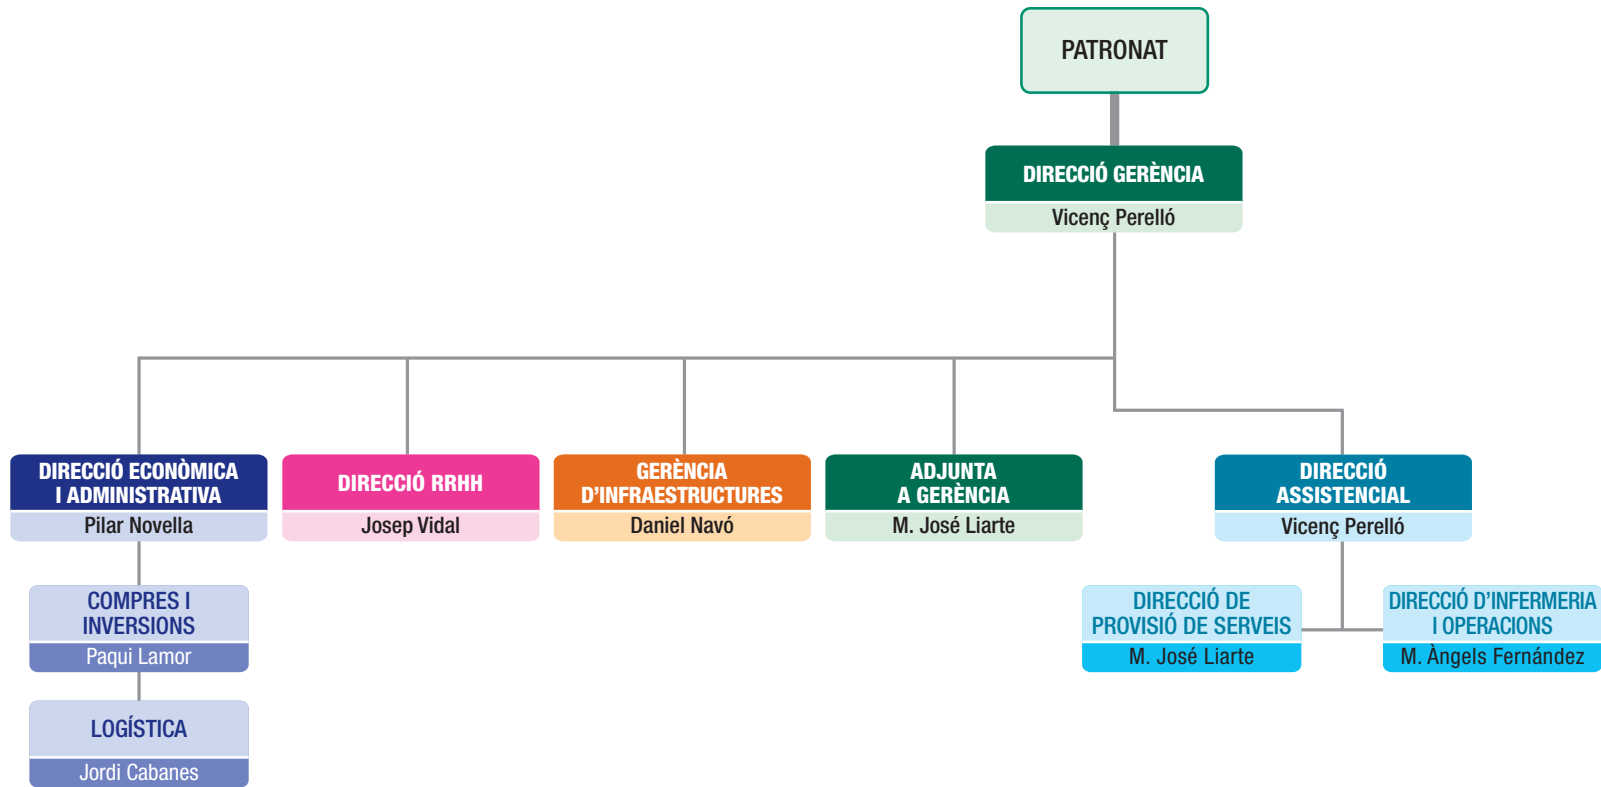 PATRONAT
DIRECCIÓ GERÈNCIA
Vicenç Perelló
DIRECCIÓ ECONÒMICA
I ADMINISTRATIVA
Pilar Novella
DIRECCIÓ RRHH
Josep Vidal
GERÈNCIA
D’INFRAESTRUCTURES
Daniel Navó
ADJUNTA
A GERÈNCIA
M. José Liarte
DIRECCIÓ
ASSISTENCIAL
Vicenç Perelló
COMPRES I
INVERSIONS
Paqui Lamor
LOGÍSTICA
Jordi Cabanes
DIRECCIÓ DE
PROVISIÓ DE SERVEIS
M. José Liarte
DIRECCIÓ D’INFERMERIA
I OPERACIONS
M. Àngels Fernández